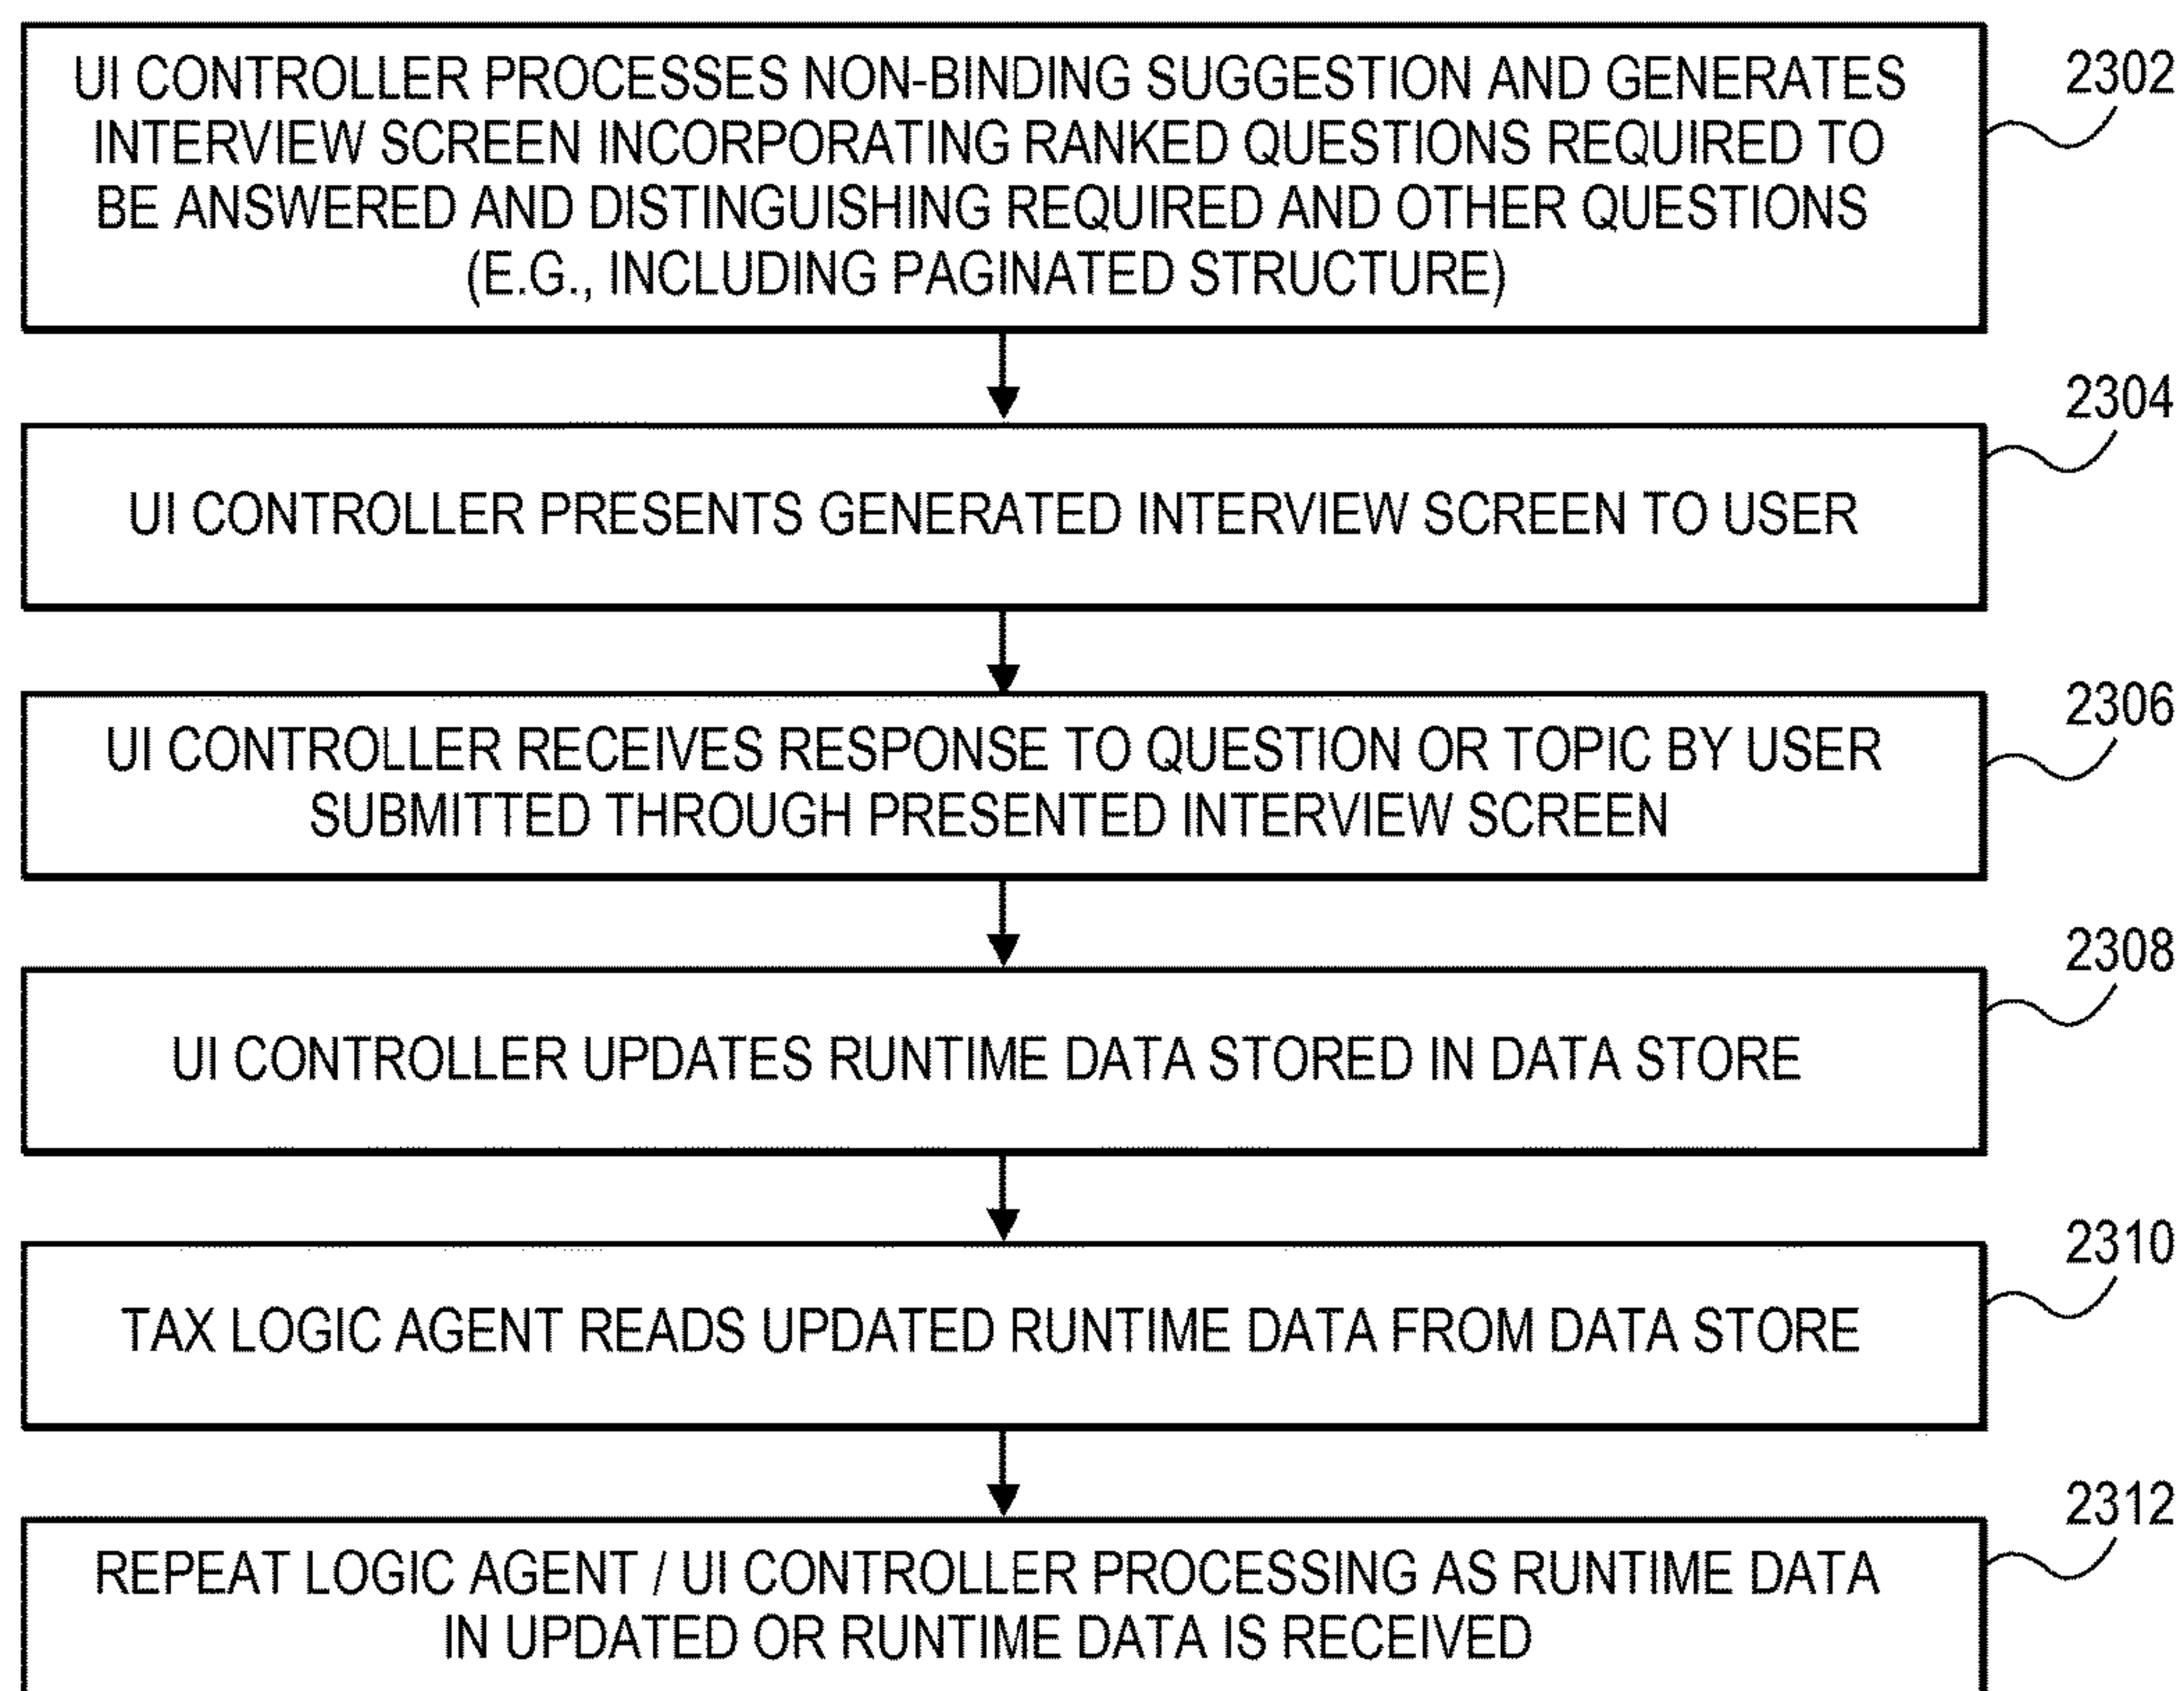 UI CONTROLLER PROCESSES NON-BINDING SUGGESTION AND GENERATES
INTERVIEW SCREEN INCORPORATING RANKED QUESTIONS REQUIRED TO
BE ANSWERED AND DISTINGUISHING REQUIRED AND OTHER QUESTIONS
(E.G., INCLUDING PAGINATED STRUCTURE)
2302
UI CONTROLLER PRESENTS GENERATED INTERVIEW SCREEN TO USER
2304
UI CONTROLLER RECEIVES RESPONSE TO QUESTION OR TOPIC BY USER
SUBMITTED THROUGH PRESENTED INTERVIEW SCREEN
2306
UI CONTROLLER UPDATES RUNTIME DATA STORED IN DATA STORE
2308
TAX LOGIC AGENT READS UPDATED RUNTIME DATA FROM DATA STORE
2310
REPEAT LOGIC AGENT / UI CONTROLLER PROCESSING AS RUNTIME DATA
IN UPDATED OR RUNTIME DATA IS RECEIVED
2312